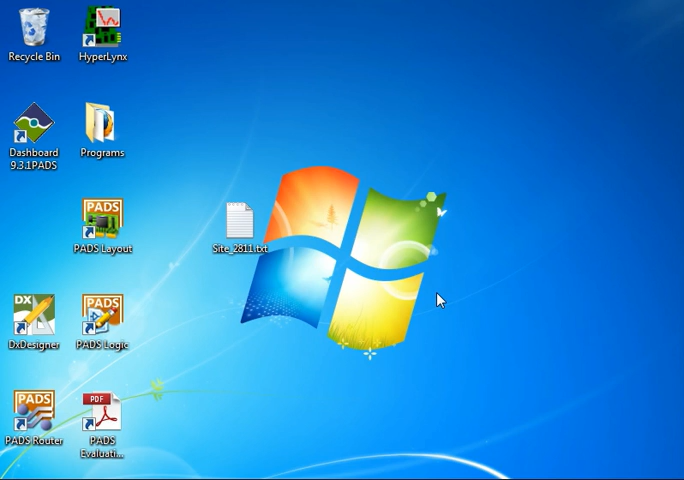 Recycle Bin
HyperLynx
Dashboard
9.3.1PADS
Programs
PADS
PADS Layout
Site_2811.txt
DX
DxDesigner
PADS
PADS Logic
PADS
PADS Router
PDF
PADS
Evaluati...